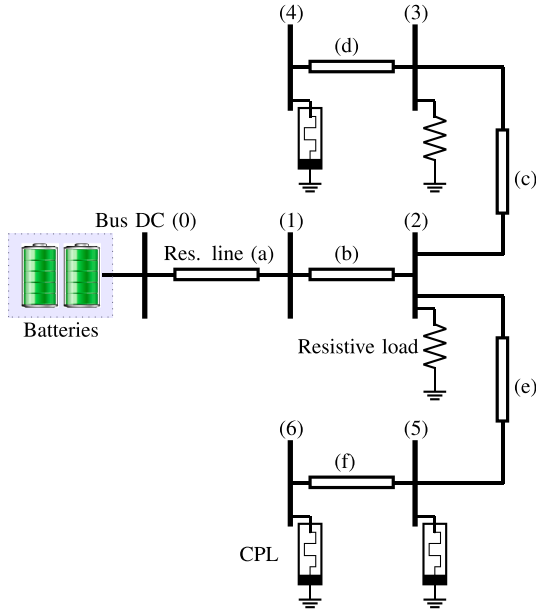 (4)
(3)
(d)
(c)
Bus DC (0)
(1)
(2)
Res. line (a)
(b)
Batteries
Resistive load
(e)
(6)
(5)
(f)
CPL